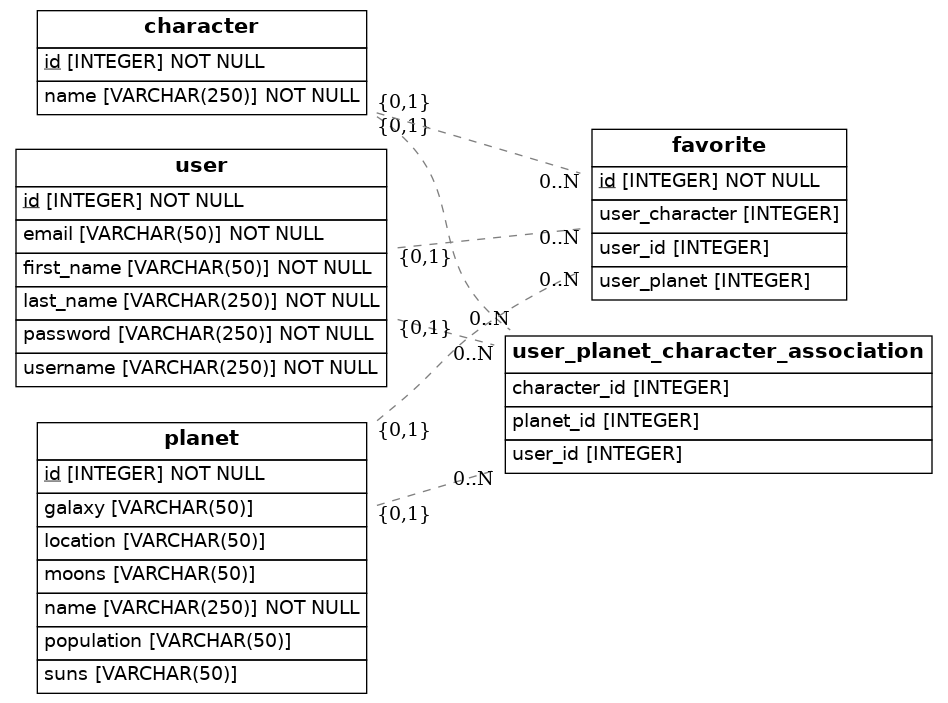 character
id [INTEGER] NOT NULL
name [VARCHAR(250)] NOT NULL
{0,1}
{0,1}
user
id [INTEGER] NOT NULL
email [VARCHAR(50)] NOT NULL
first_name [VARCHAR(50)] NOT NULL
last_name [VARCHAR(250)] NOT NULL
password [VARCHAR(250)] NOT NULL
username [VARCHAR(250)] NOT NULL
{0,1}
{0,1}
planet
id [INTEGER] NOT NULL
galaxy [VARCHAR(50)]
location [VARCHAR(50)]
moons [VARCHAR(50)]
name [VARCHAR(250)] NOT NULL
population [VARCHAR(50)]
suns [VARCHAR(50)]
{0,1}
{0,1}
favorite
id [INTEGER] NOT NULL
user_character [INTEGER]
user_id [INTEGER]
user_planet [INTEGER]
0..N
0..N
0..N
user_planet_character_association
character_id [INTEGER]
planet_id [INTEGER]
user_id [INTEGER]
0..N
0..N
0..N